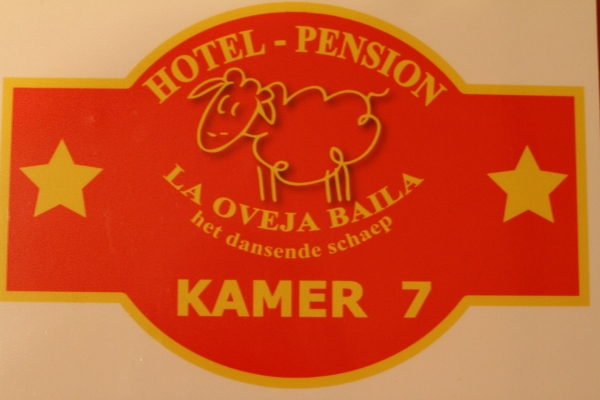 HOTEL - PENSION
LA OVEJA BAILA
het dansende schaep
KAMER 7